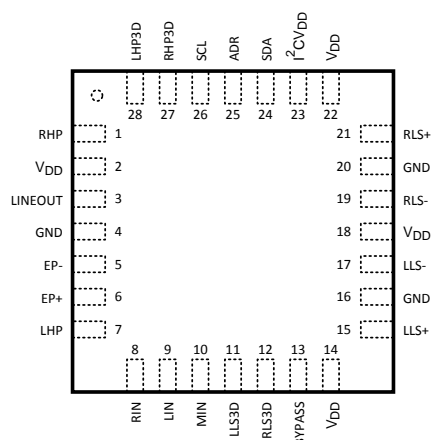 LHP3D RHP3D SCL ADR SDA I²CVDD VDD
28 27 26 25 24 23 22
RHP 1 21 RLS+
VDD 2 20 GND
LINEOUT 3 19 RLS-
GND 4 18 VDD
EP- 5 17 LLS-
EP+ 6 16 GND
LHP 7 15 LLS+
8 9 10 11 12 13 14
RIN LIN MIN LLS3D RLS3D BYPASS VDD